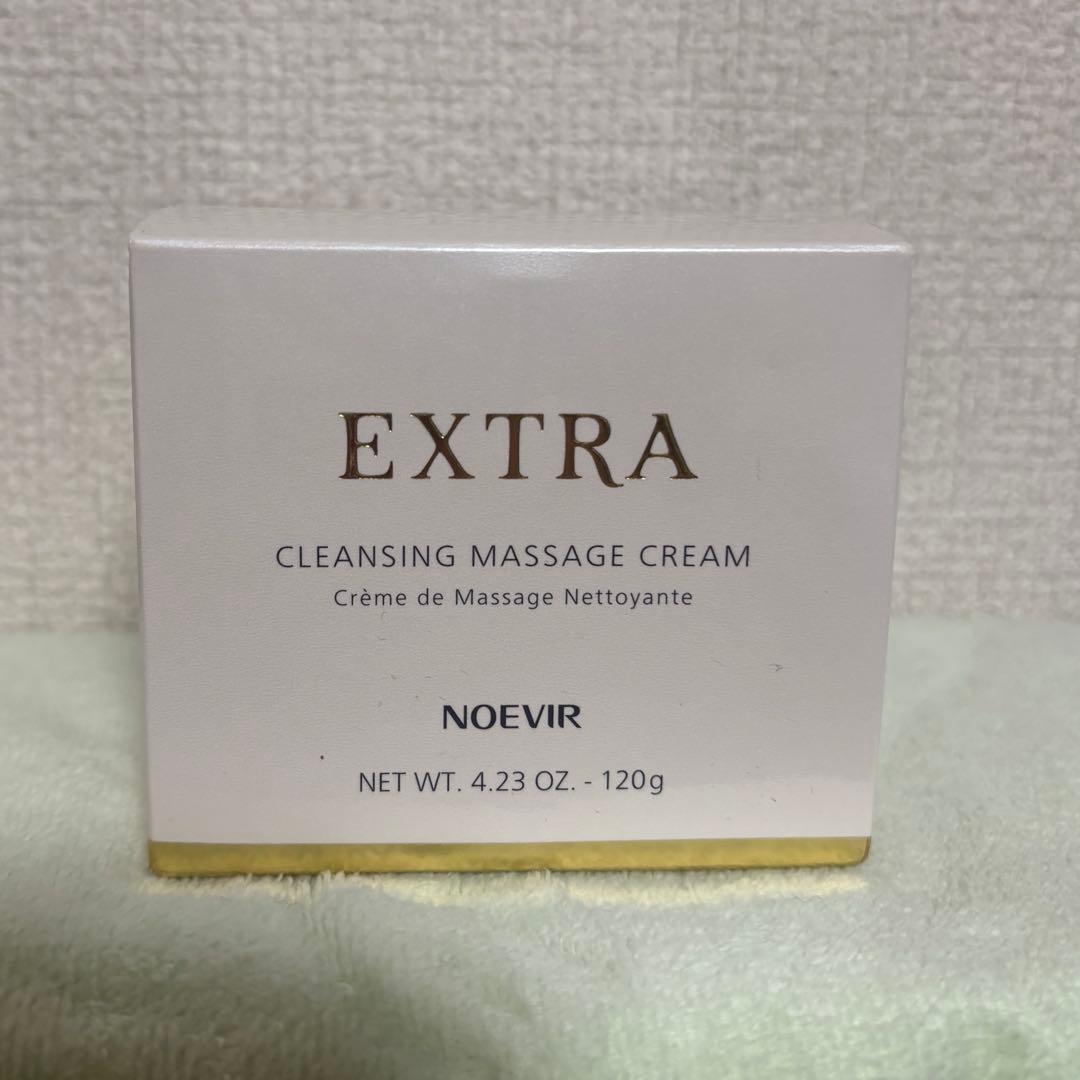 EXTRA
CLEANSING MASSAGE CREAM
Crème de Massage Nettoyante
NOEVIR
NET WT. 4.23 OZ. - 120g